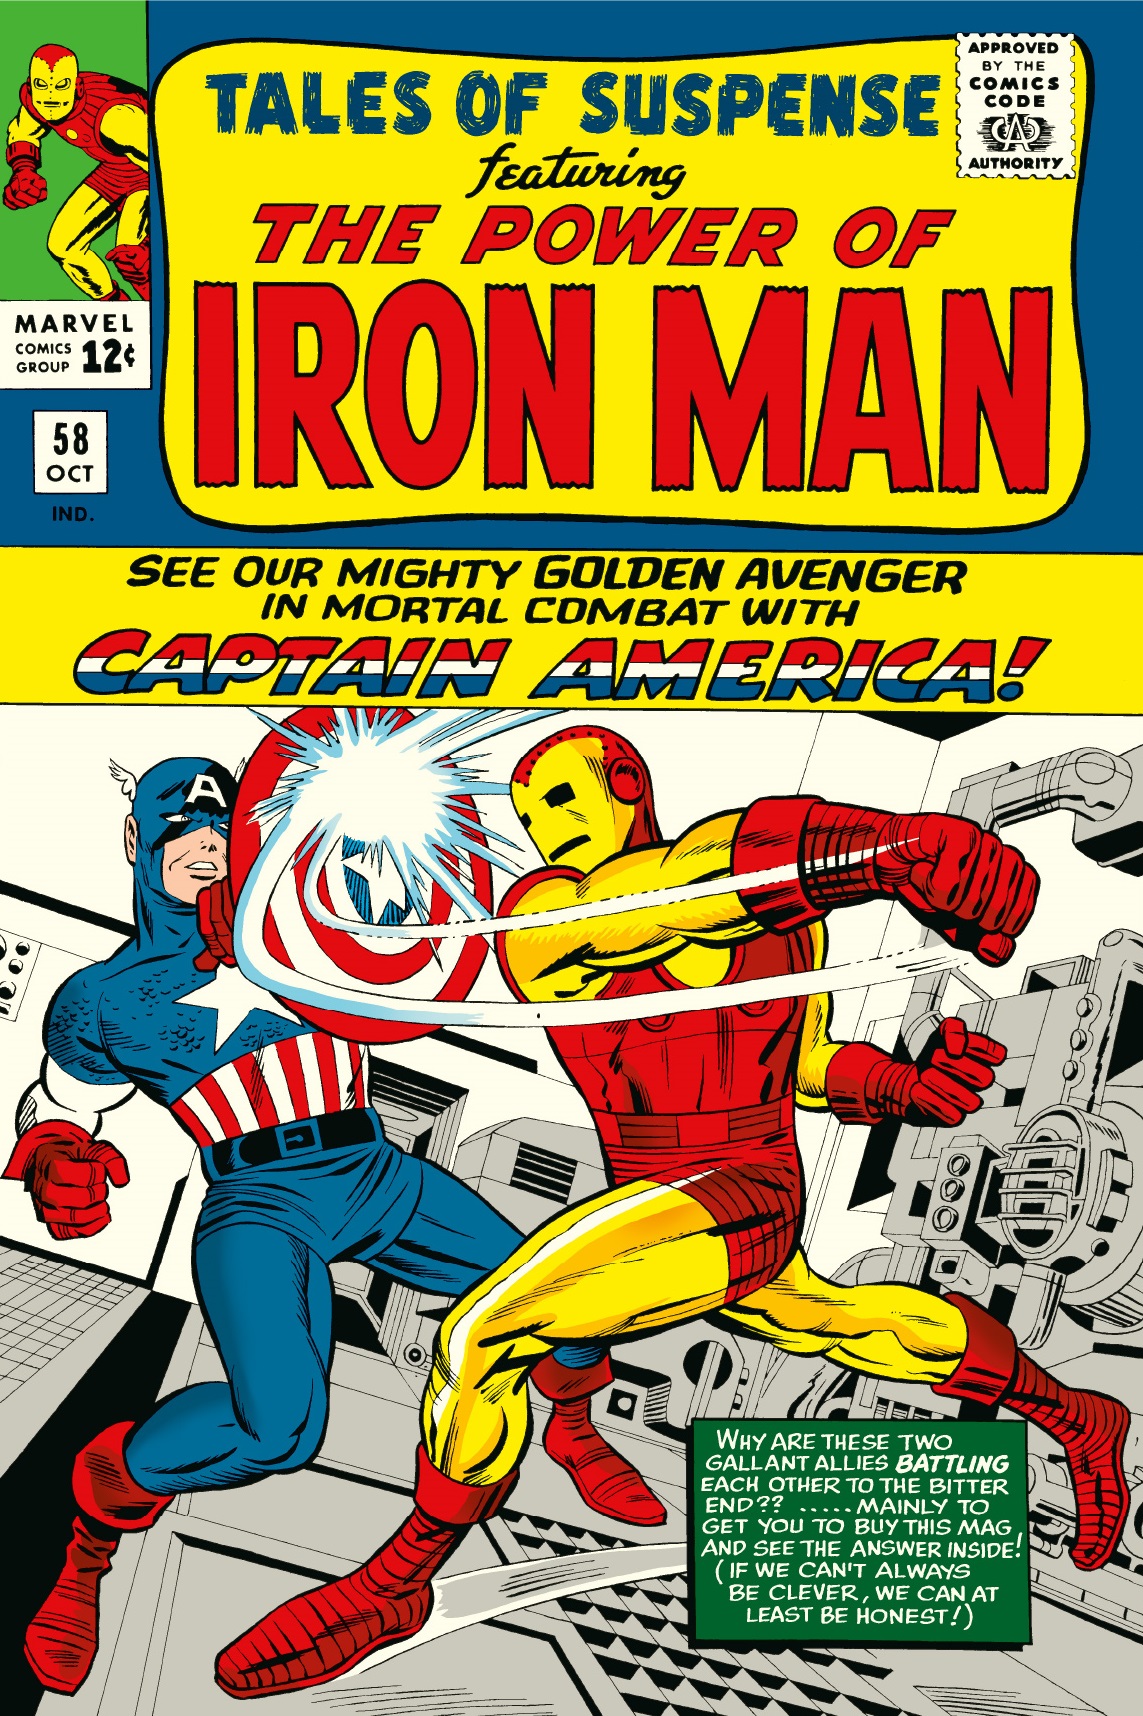 TALES OF SUSPENSE
featuring
THE POWER OF
IRON MAN
APPROVED
BY THE
COMICS
CODE
CA
AUTHORITY
MARVEL
COMICS
GROUP 12¢
58
OCT
IND.
SEE OUR MIGHTY GOLDEN AVENGER
IN MORTAL COMBAT WITH
CAPTAIN AMERICA!
A
WHY ARE THESE TWO
GALLANT ALLIES BATTLING
EACH OTHER TO THE BITTER
END?? .....MAINLY TO
GET YOU TO BUY THIS MAG
AND SEE THE ANSWER INSIDE!
(IF WE CAN'T ALWAYS
BE CLEVER, WE CAN AT
LEAST BE HONEST!)